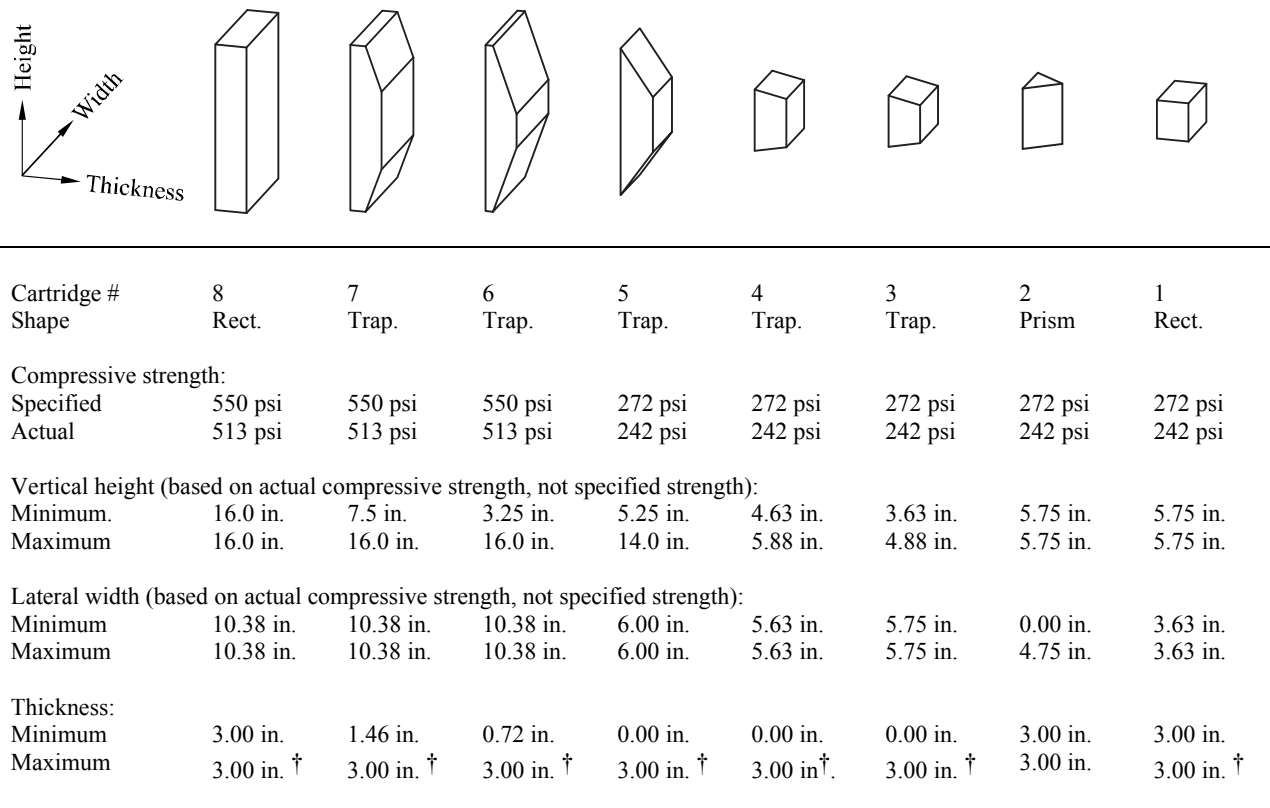 Height
Width
Thickness
Cartridge # 8 7 6 5 4 3 2 1
Shape Rect. Trap. Trap. Trap. Trap. Trap. Prism Rect.
Compressive strength:
Specified 550 psi 550 psi 550 psi 272 psi 272 psi 272 psi 272 psi 272 psi
Actual 513 psi 513 psi 513 psi 242 psi 242 psi 242 psi 242 psi 242 psi
Vertical height (based on actual compressive strength, not specified strength):
Minimum. 16.0 in. 7.5 in. 3.25 in. 5.25 in. 4.63 in. 3.63 in. 5.75 in. 5.75 in.
Maximum 16.0 in. 16.0 in. 16.0 in. 14.0 in. 5.88 in. 4.88 in. 5.75 in. 5.75 in.
Lateral width (based on actual compressive strength, not specified strength):
Minimum 10.38 in. 10.38 in. 10.38 in. 6.00 in. 5.63 in. 5.75 in. 0.00 in. 3.63 in.
Maximum 10.38 in. 10.38 in. 10.38 in. 6.00 in. 5.63 in. 5.75 in. 4.75 in. 3.63 in.
Thickness:
Minimum 3.00 in. 1.46 in. 0.72 in. 0.00 in. 0.00 in. 0.00 in. 3.00 in. 3.00 in.
Maximum 3.00 in. † 3.00 in. † 3.00 in. † 3.00 in. † 3.00 in†. 3.00 in. † 3.00 in. 3.00 in. †